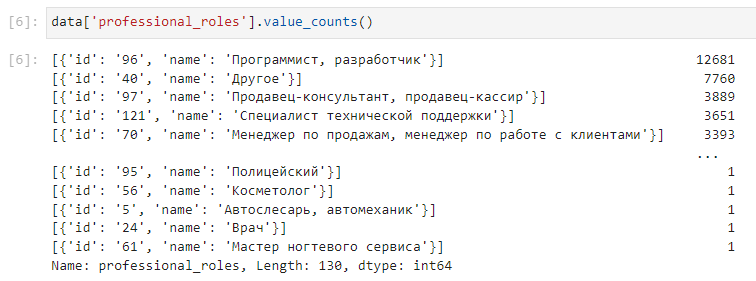 [6]: data['professional_roles'].value_counts()
[6]: [{'id': '96', 'name': 'Программист, разработчик'}] 12681
[{'id': '40', 'name': 'Другое'}] 7760
[{'id': '97', 'name': 'Продавец-консультант, продавец-кассир'}] 3889
[{'id': '121', 'name': 'Специалист технической поддержки'}] 3651
[{'id': '70', 'name': 'Менеджер по продажам, менеджер по работе с клиентами'}] 3393
...
[{'id': '95', 'name': 'Полицейский'}] 1
[{'id': '56', 'name': 'Косметолог'}] 1
[{'id': '5', 'name': 'Автослесарь, автомеханик'}] 1
[{'id': '24', 'name': 'Врач'}] 1
[{'id': '61', 'name': 'Мастер ногтевого сервиса'}] 1
Name: professional_roles, Length: 130, dtype: int64